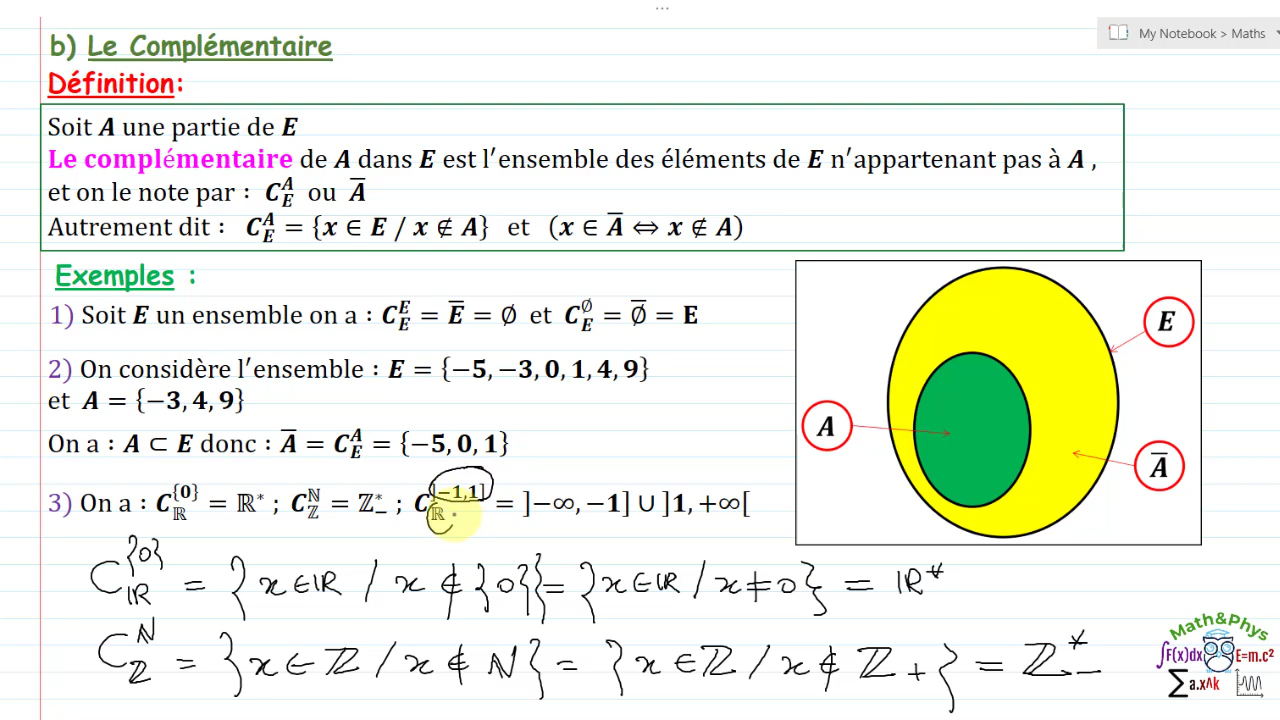 My Notebook > Maths
b) Le Complémentaire
Définition:
Soit A une partie de E
Le complémentaire de A dans E est l′ensemble des éléments de E n′appartenant pas à A ,
et on le note par : C_E^A ou A̅
Autrement dit : C_E^A = {x ∈ E / x ∉ A} et (x ∈ A̅ ⇔ x ∉ A)
Exemples :
1) Soit E un ensemble on a : C_E^E = E̅ = ∅ et C_E^∅ = ∅̅ = E
2) On considère l′ensemble : E = {−5, −3, 0, 1, 4, 9}
et A = {−3, 4, 9}
On a : A ⊂ E donc : A̅ = C_E^A = {−5, 0, 1}
3) On a : C_ℝ^{0} = ℝ* ; C_ℤ^ℕ = ℤ*₋ ; C_ℝ^]−1,1] = ]−∞, −1] ∪ ]1, +∞[
E
A
A̅
C_IR^{0} = {x ∈ IR / x ∉ {0}} = {x ∈ IR / x ≠ 0} = IR*
C_ℤ^N = {x ∈ ℤ / x ∉ N} = {x ∈ ℤ / x ∉ ℤ+} = ℤ*₋
Math&Phys
∫F(x)dx E=m.c²
∑a.x^k